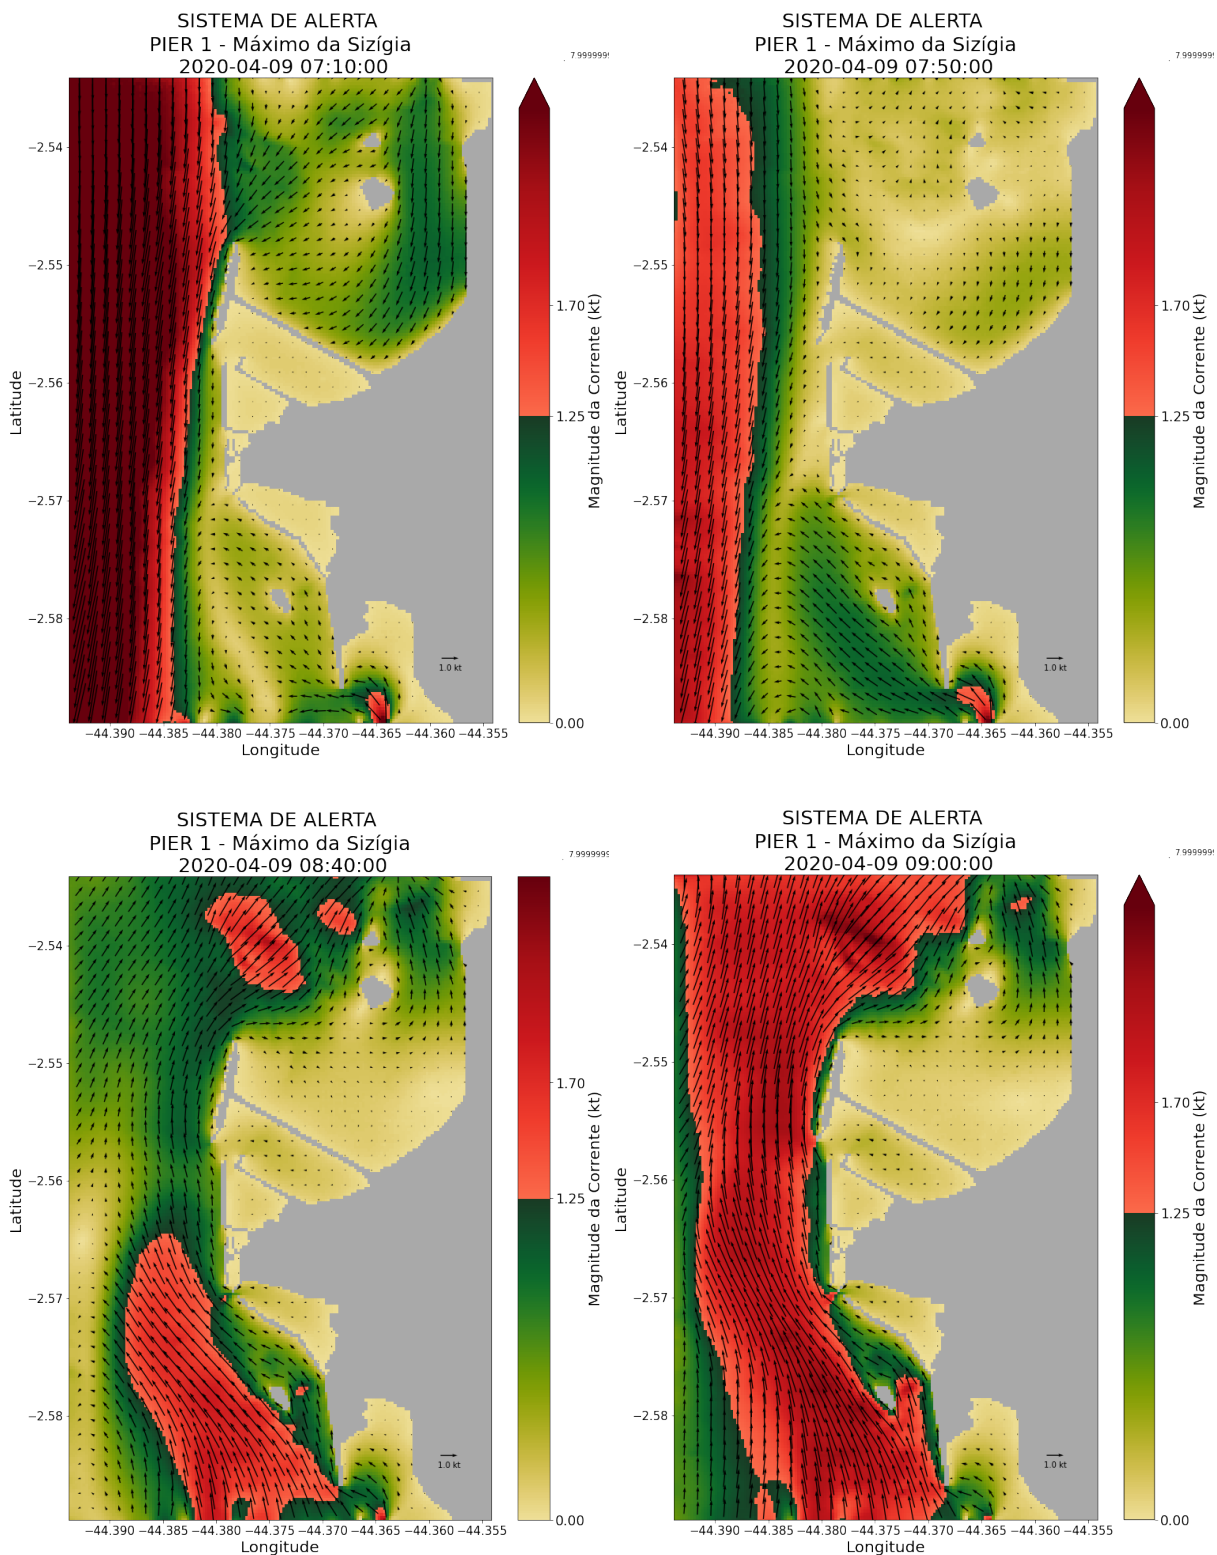 SISTEMA DE ALERTA
PIER 1 - Máximo da Sizígia
2020-04-09 07:10:00
7.9999999
−2.54
−2.55
−2.56
−2.57
−2.58
Latitude
−44.390 −44.385 −44.380 −44.375 −44.370 −44.365 −44.360 −44.355
Longitude
1.0 kt
1.70
1.25
0.00
Magnitude da Corrente (kt)
SISTEMA DE ALERTA
PIER 1 - Máximo da Sizígia
2020-04-09 07:50:00
7.9999999
−2.54
−2.55
−2.56
−2.57
−2.58
Latitude
−44.390 −44.385 −44.380 −44.375 −44.370 −44.365 −44.360 −44.355
Longitude
1.0 kt
1.70
1.25
0.00
Magnitude da Corrente (kt)
SISTEMA DE ALERTA
PIER 1 - Máximo da Sizígia
2020-04-09 08:40:00
7.9999999
−2.54
−2.55
−2.56
−2.57
−2.58
Latitude
−44.390 −44.385 −44.380 −44.375 −44.370 −44.365 −44.360 −44.355
Longitude
1.0 kt
1.70
1.25
0.00
Magnitude da Corrente (kt)
SISTEMA DE ALERTA
PIER 1 - Máximo da Sizígia
2020-04-09 09:00:00
7.9999999
−2.54
−2.55
−2.56
−2.57
−2.58
Latitude
−44.390 −44.385 −44.380 −44.375 −44.370 −44.365 −44.360 −44.355
Longitude
1.0 kt
1.70
1.25
0.00
Magnitude da Corrente (kt)